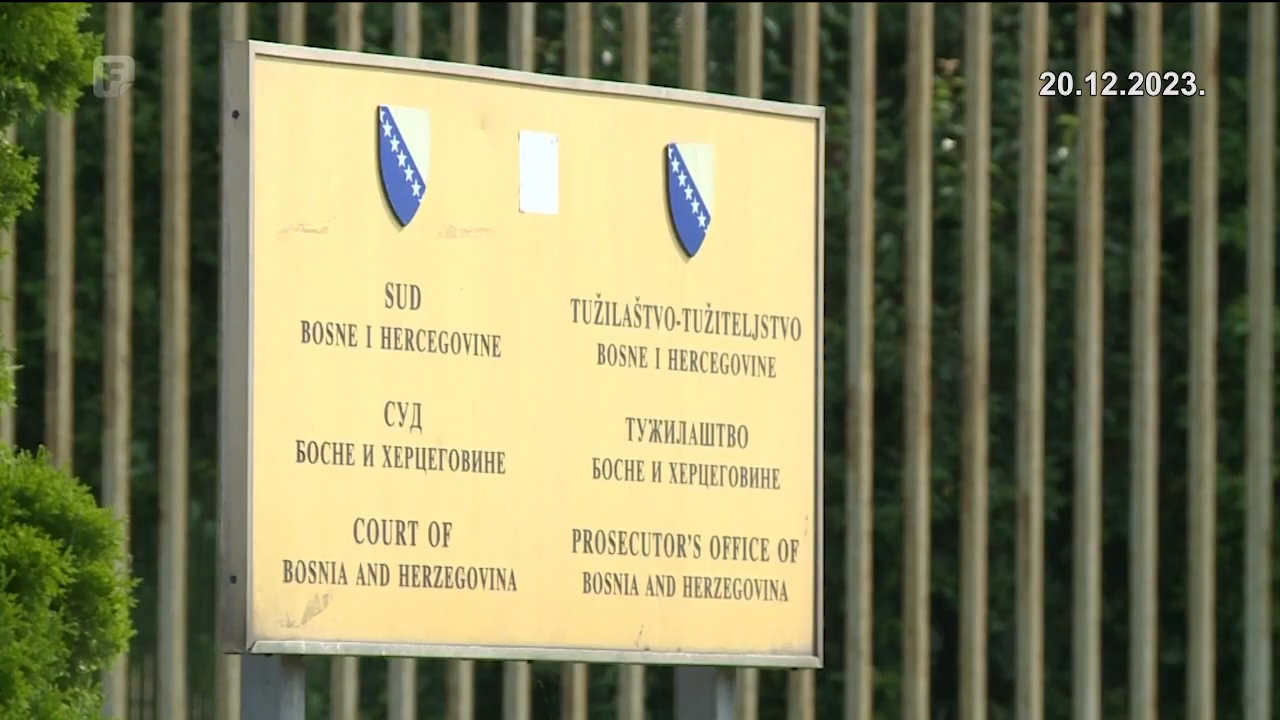 20.12.2023.
SUD
BOSNE I HERCEGOVINE
СУД
БОСНЕ И ХЕРЦЕГОВИНЕ
COURT OF
BOSNIA AND HERZEGOVINA
TUŽILAŠTVO-TUŽITELJSTVO
BOSNE I HERCEGOVINE
ТУЖИЛАШТВО
БОСНЕ И ХЕРЦЕГОВИНЕ
PROSECUTOR'S OFFICE OF
BOSNIA AND HERZEGOVINA